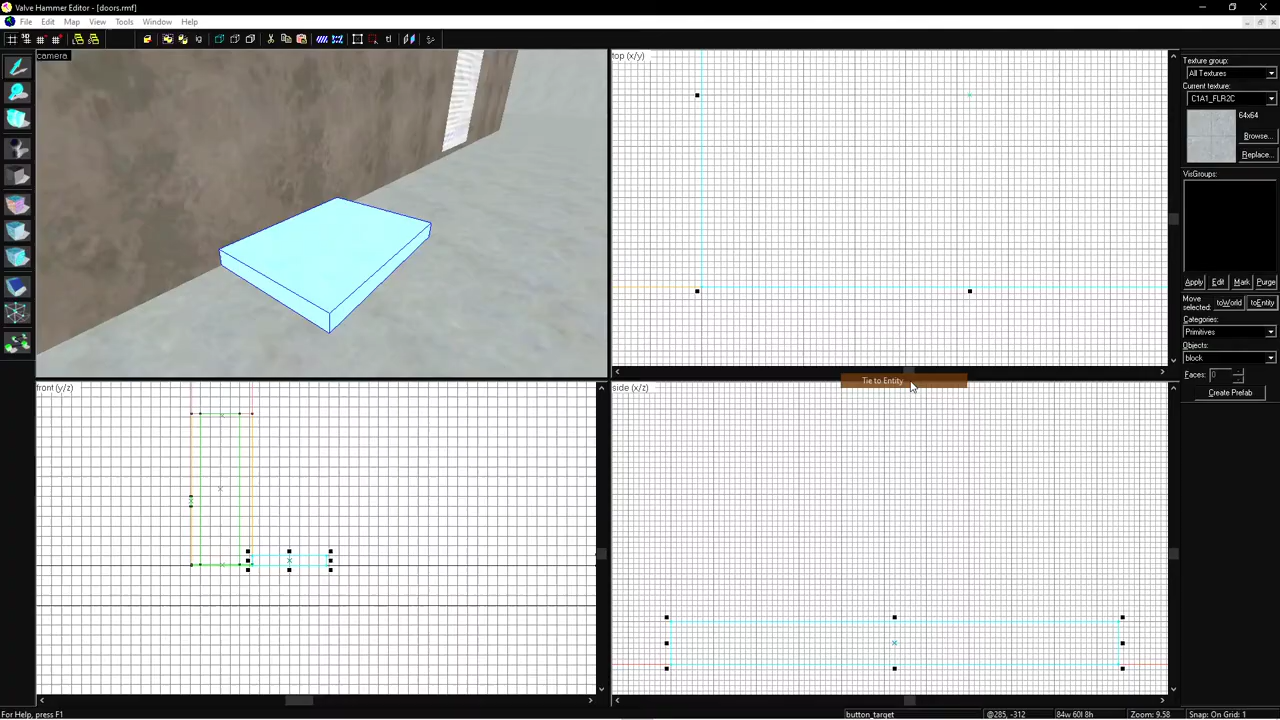 Valve Hammer Editor - [doors.rmf]
File Edit Map View Tools Window Help
camera
top (x/y)
front (y/z)
side (x/z)
Tie to Entity
Texture group:
All Textures
Current texture:
C1A1_FLR2C
64x64
Browse...
Replace...
VisGroups:
Apply Edit Mark Purge
Move
selected:
toWorld toEntity
Categories:
Primitives
Objects:
block
Faces: 0
Create Prefab
For Help, press F1
button_target
@285, -312
84w 60l 8h
Zoom: 9.58
Snap: On Grid: 1